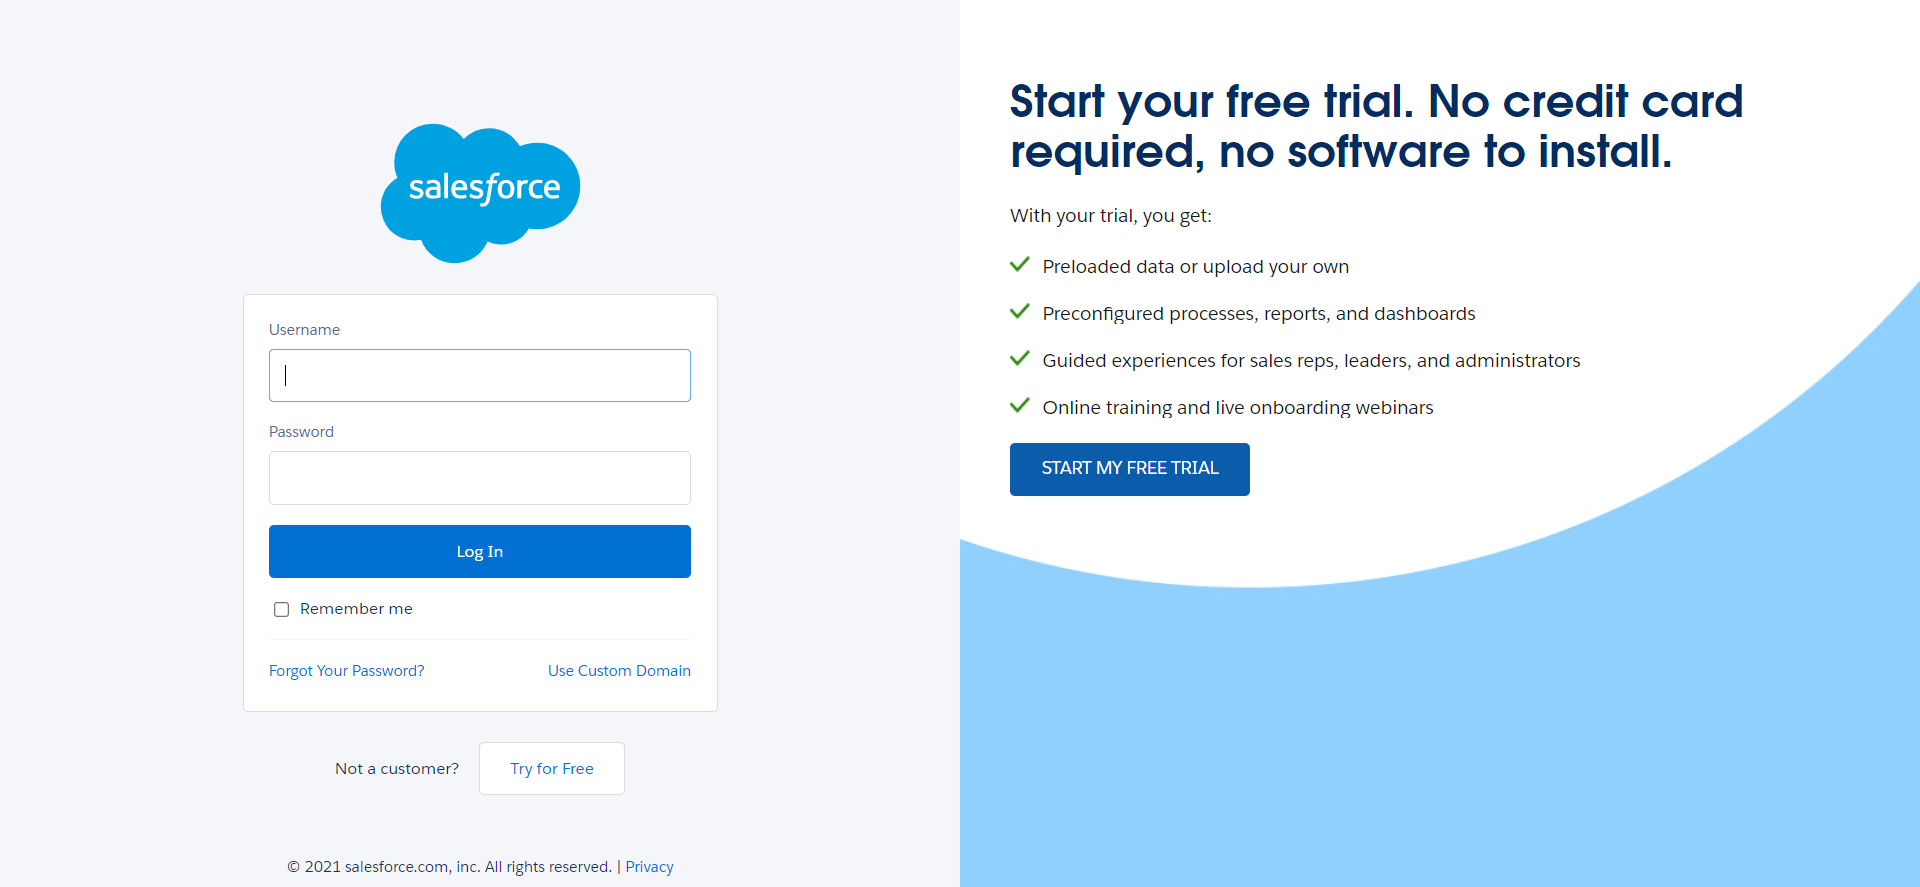 salesforce
Username
Password
Log In
Remember me
Forgot Your Password?
Use Custom Domain
Not a customer?
Try for Free
© 2021 salesforce.com, inc. All rights reserved. | Privacy
Start your free trial. No credit card
required, no software to install.
With your trial, you get:
Preloaded data or upload your own
Preconfigured processes, reports, and dashboards
Guided experiences for sales reps, leaders, and administrators
Online training and live onboarding webinars
START MY FREE TRIAL